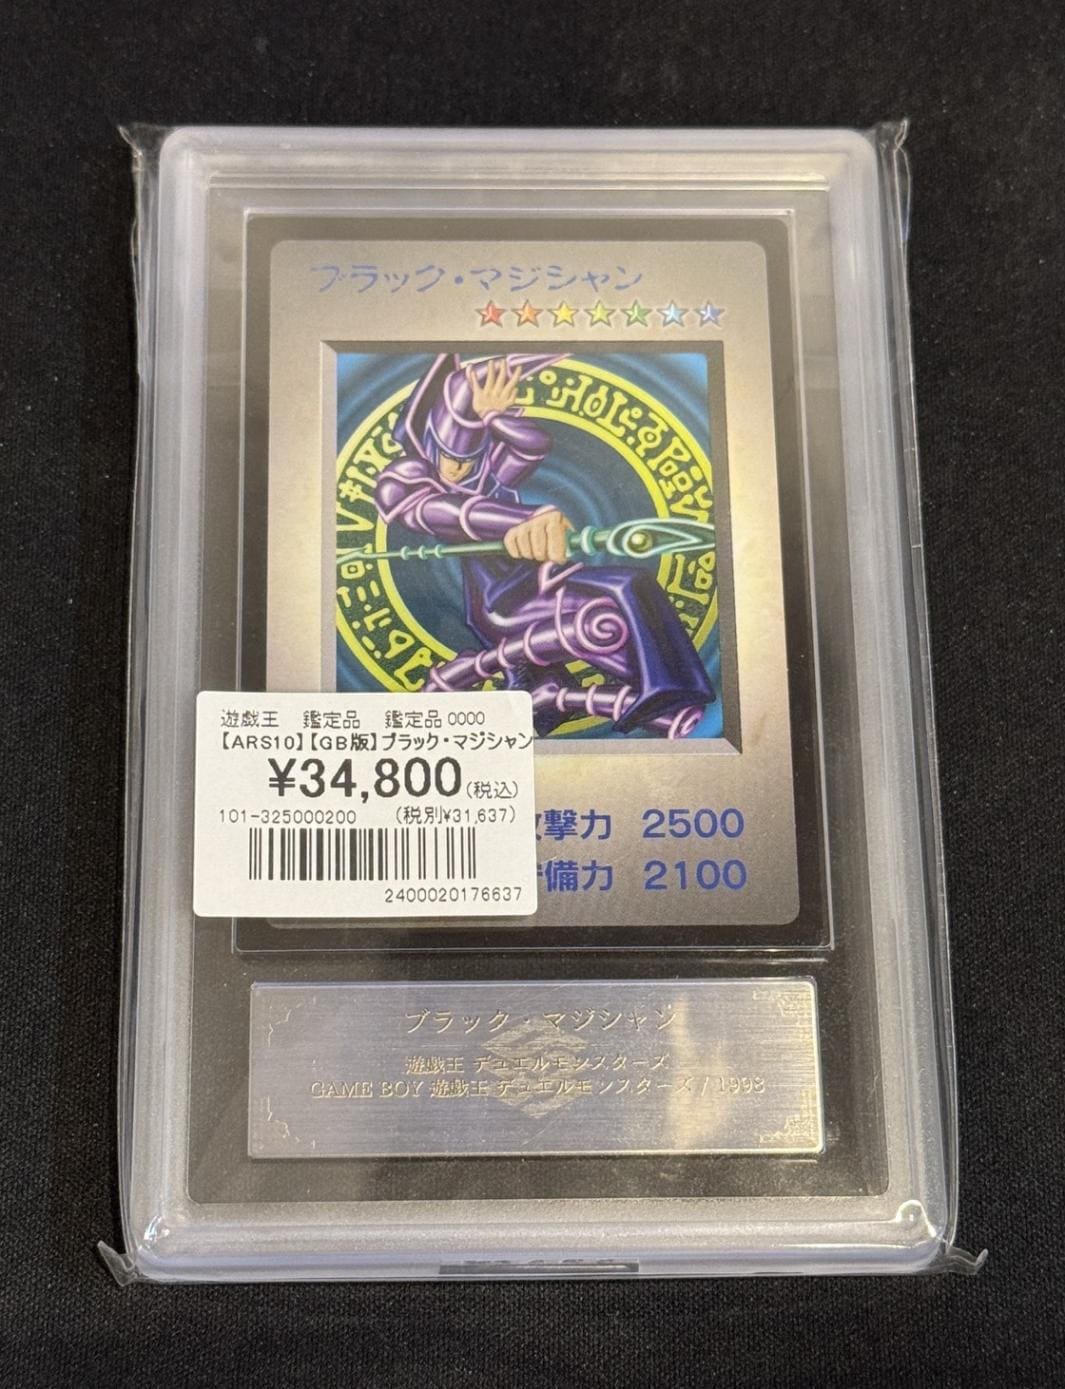 ブラック・マジシャン
遊戯王 鑑定品 鑑定品 0000
【ARS10】【GB版】ブラック・マジシャン
¥34,800(税込)
101-325000200 (税別¥31,637)
2400020176637
撃力 2500
備力 2100
ブラック・マジシャン
遊戯王 デュエルモンスターズ
GAME BOY 遊戯王 デュエルモンスターズ / 1998